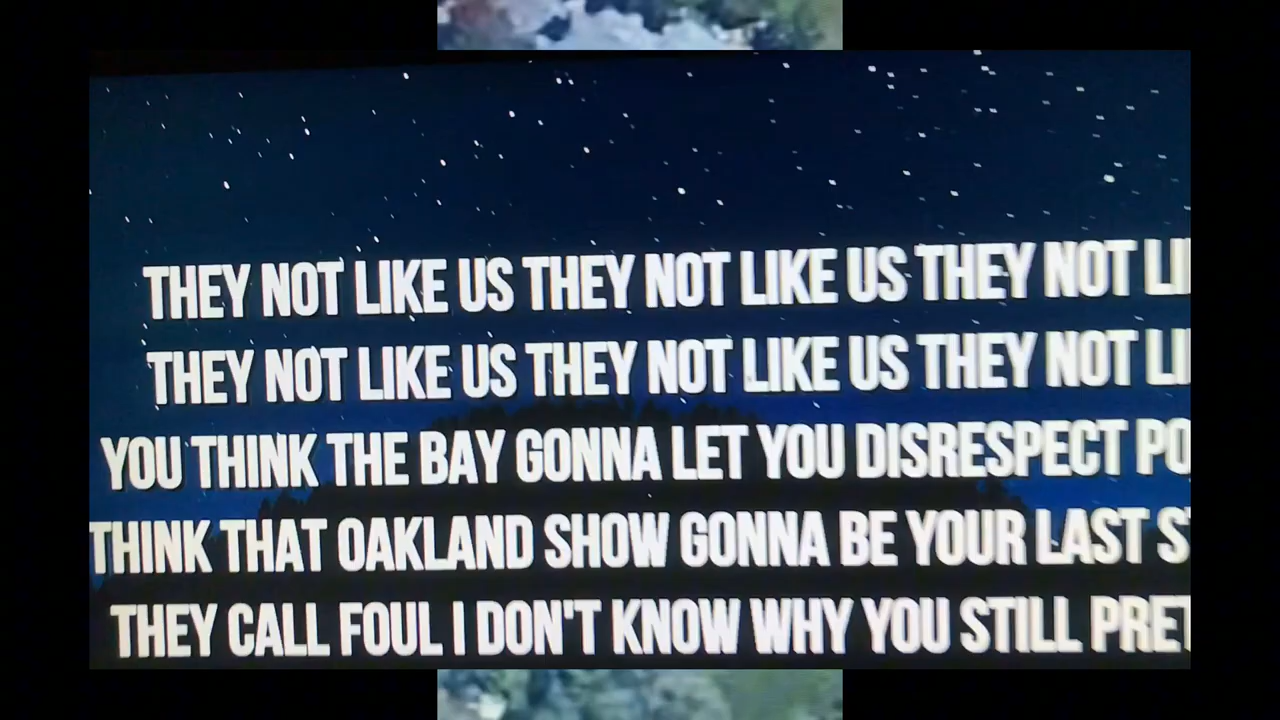 THEY NOT LIKE US THEY NOT LIKE US THEY NOT
THEY NOT LIKE US THEY NOT LIKE US THEY NOT
YOU THINK THE BAY GONNA LET YOU DISRESPECT
THINK THAT OAKLAND SHOW GONNA BE YOUR LAST
THEY CALL FOUL I DON'T KNOW WHY YOU STILL